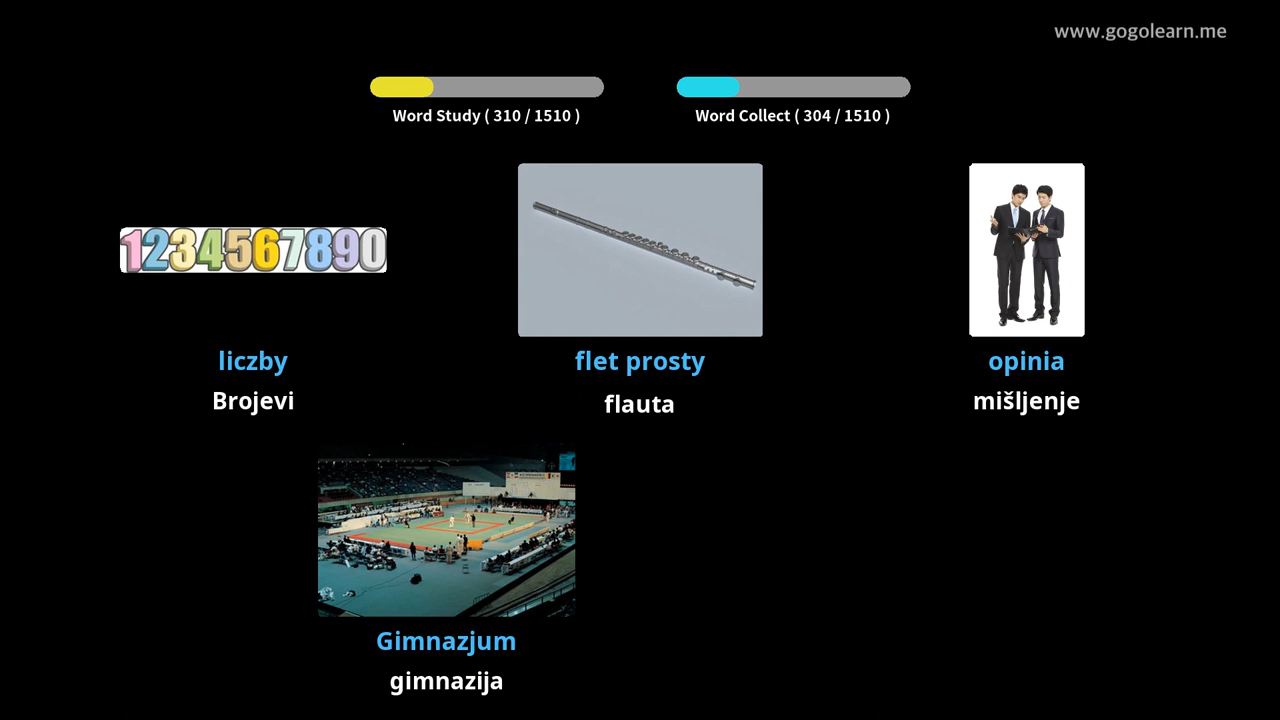 www.gogolearn.me
Word Study ( 310 / 1510 )
Word Collect ( 304 / 1510 )
1234567890
liczby
Brojevi
flet prosty
flauta
opinia
mišljenje
Gimnazjum
gimnazija